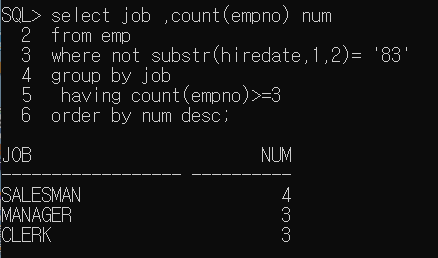 SQL> select job ,count(empno) num
  2  from emp
  3  where not substr(hiredate,1,2)= '83'
  4  group by job
  5   having count(empno)>=3
  6  order by num desc;
JOB                       NUM
------------------ ----------
SALESMAN                    4
MANAGER                     3
CLERK                       3